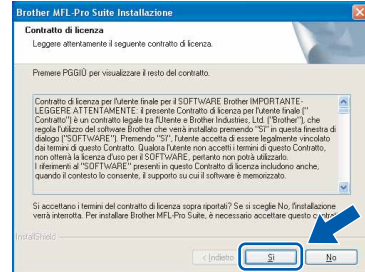 Brother MFL-Pro Suite Installazione
Contratto di licenza
Leggere attentamente il seguente contratto di licenza.
Premere PGGIÙ per visualizzare il resto del contratto.
Contratto di licenza per l'utente finale per il SOFTWARE Brother IMPORTANTE-
LEGGERE ATTENTAMENTE: il presente Contratto di licenza per l'utente finale ("
Contratto") è un contratto legale tra l'Utente e Brother Industries, Ltd. ("Brother"), che
regola l'utilizzo del software Brother che verrà installato premendo "SI" in questa finestra di
dialogo ("SOFTWARE"). Premendo "SI", l'utente accetta di essere legalmente vincolato
dai termini di questo Contratto. Qualora l'utente non accetti i termini di questo Contratto,
non otterrà la licenza d'uso per il SOFTWARE, pertanto non potrà utilizzarlo.
I riferimenti al "SOFTWARE" presenti in questo Contratto di licenza includono anche,
quando il contesto lo consente, il supporto su cui il software è memorizzato.
Si accettano i termini del contratto di licenza sopra riportati? Se si sceglie No, l'installazione
verrà interrotta. Per installare Brother MFL-Pro Suite, è necessario accettare questo
InstallShield
< Indietro
Sì
No